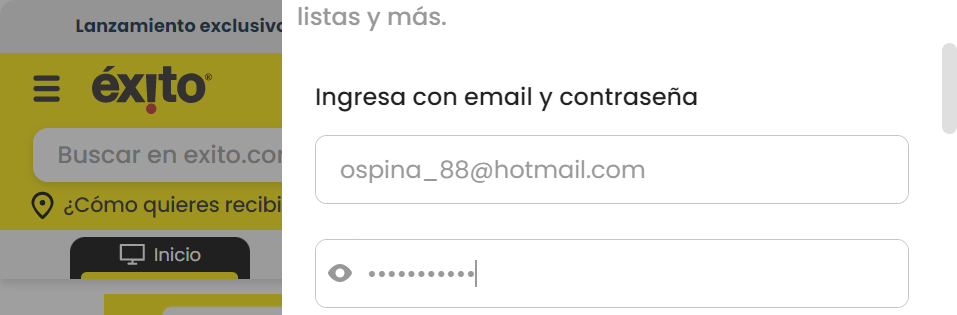 listas y más.
Lanzamiento exclusivo
éxito®
Ingresa con email y contraseña
Buscar en exito.com
ospina_88@hotmail.com
¿Cómo quieres recibi
Inicio
•••••••••••